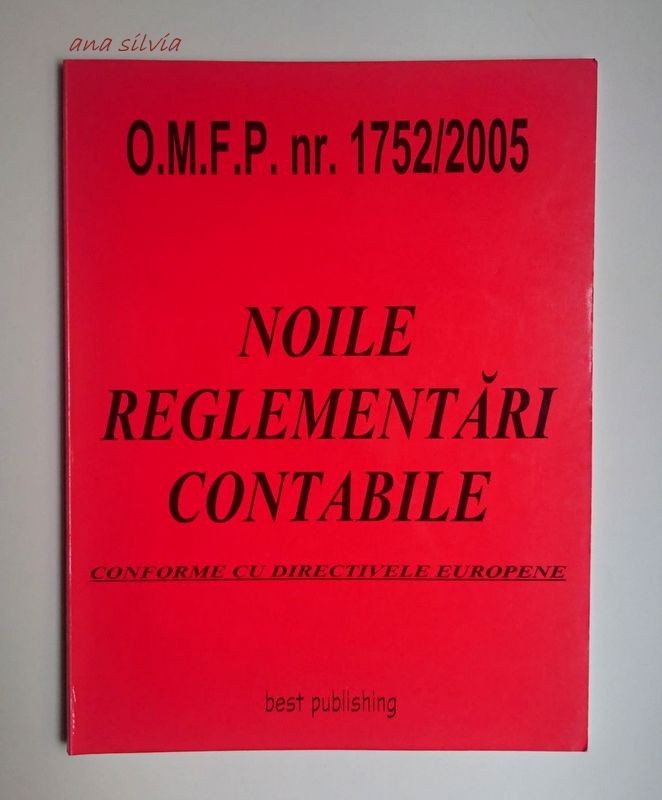 ana silvia
O.M.F.P. nr. 1752/2005
NOILE
REGLEMENTĂRI
CONTABILE
CONFORME CU DIRECTIVELE EUROPENE
best publishing